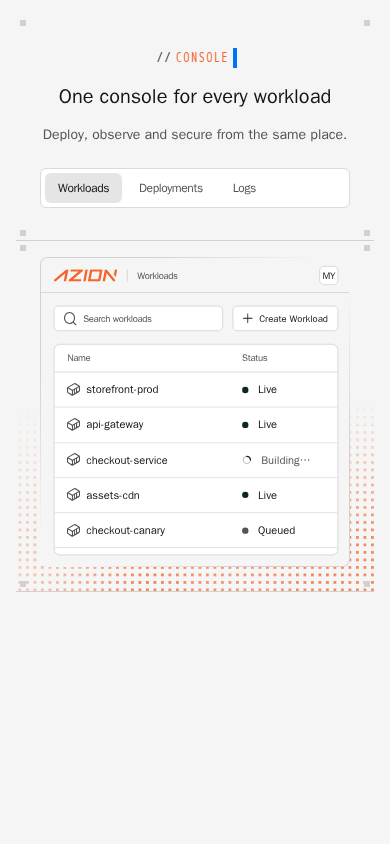 // CONSOLE
One console for every workload
Deploy, observe and secure from the same place.
Workloads Deployments Logs
AZION Workloads MY
Search workloads Create Workload
Name Status
storefront-prod Live
api-gateway Live
checkout-service Building···
assets-cdn Live
checkout-canary Queued